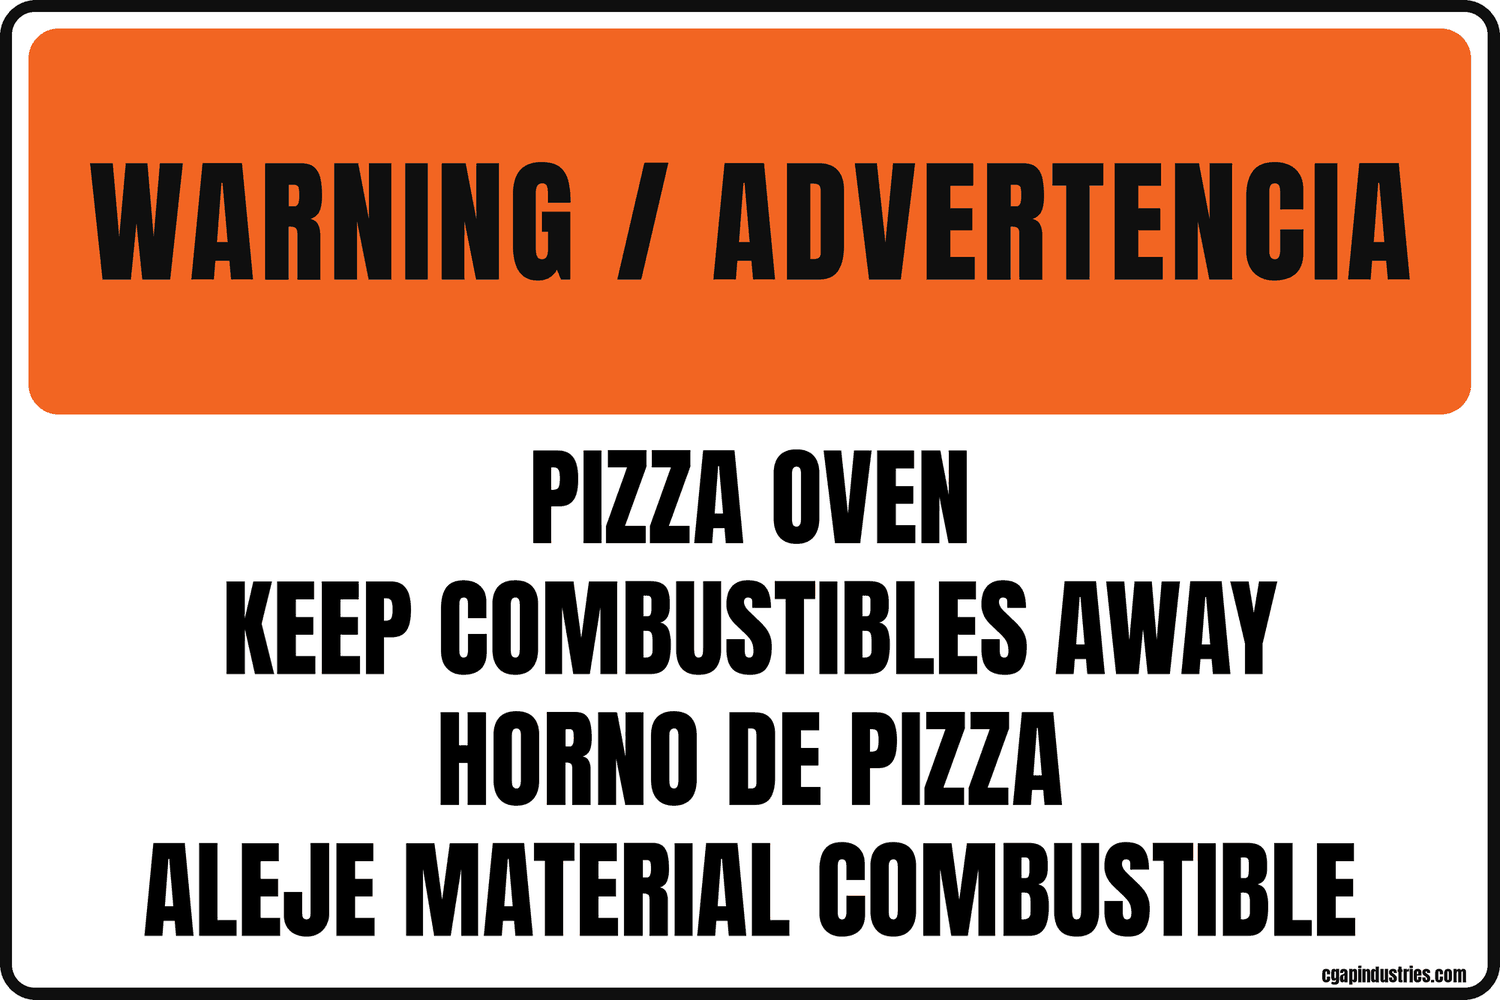 WARNING / ADVERTENCIA
PIZZA OVEN
KEEP COMBUSTIBLES AWAY
HORNO DE PIZZA
ALEJE MATERIAL COMBUSTIBLE
cgapindustries.com